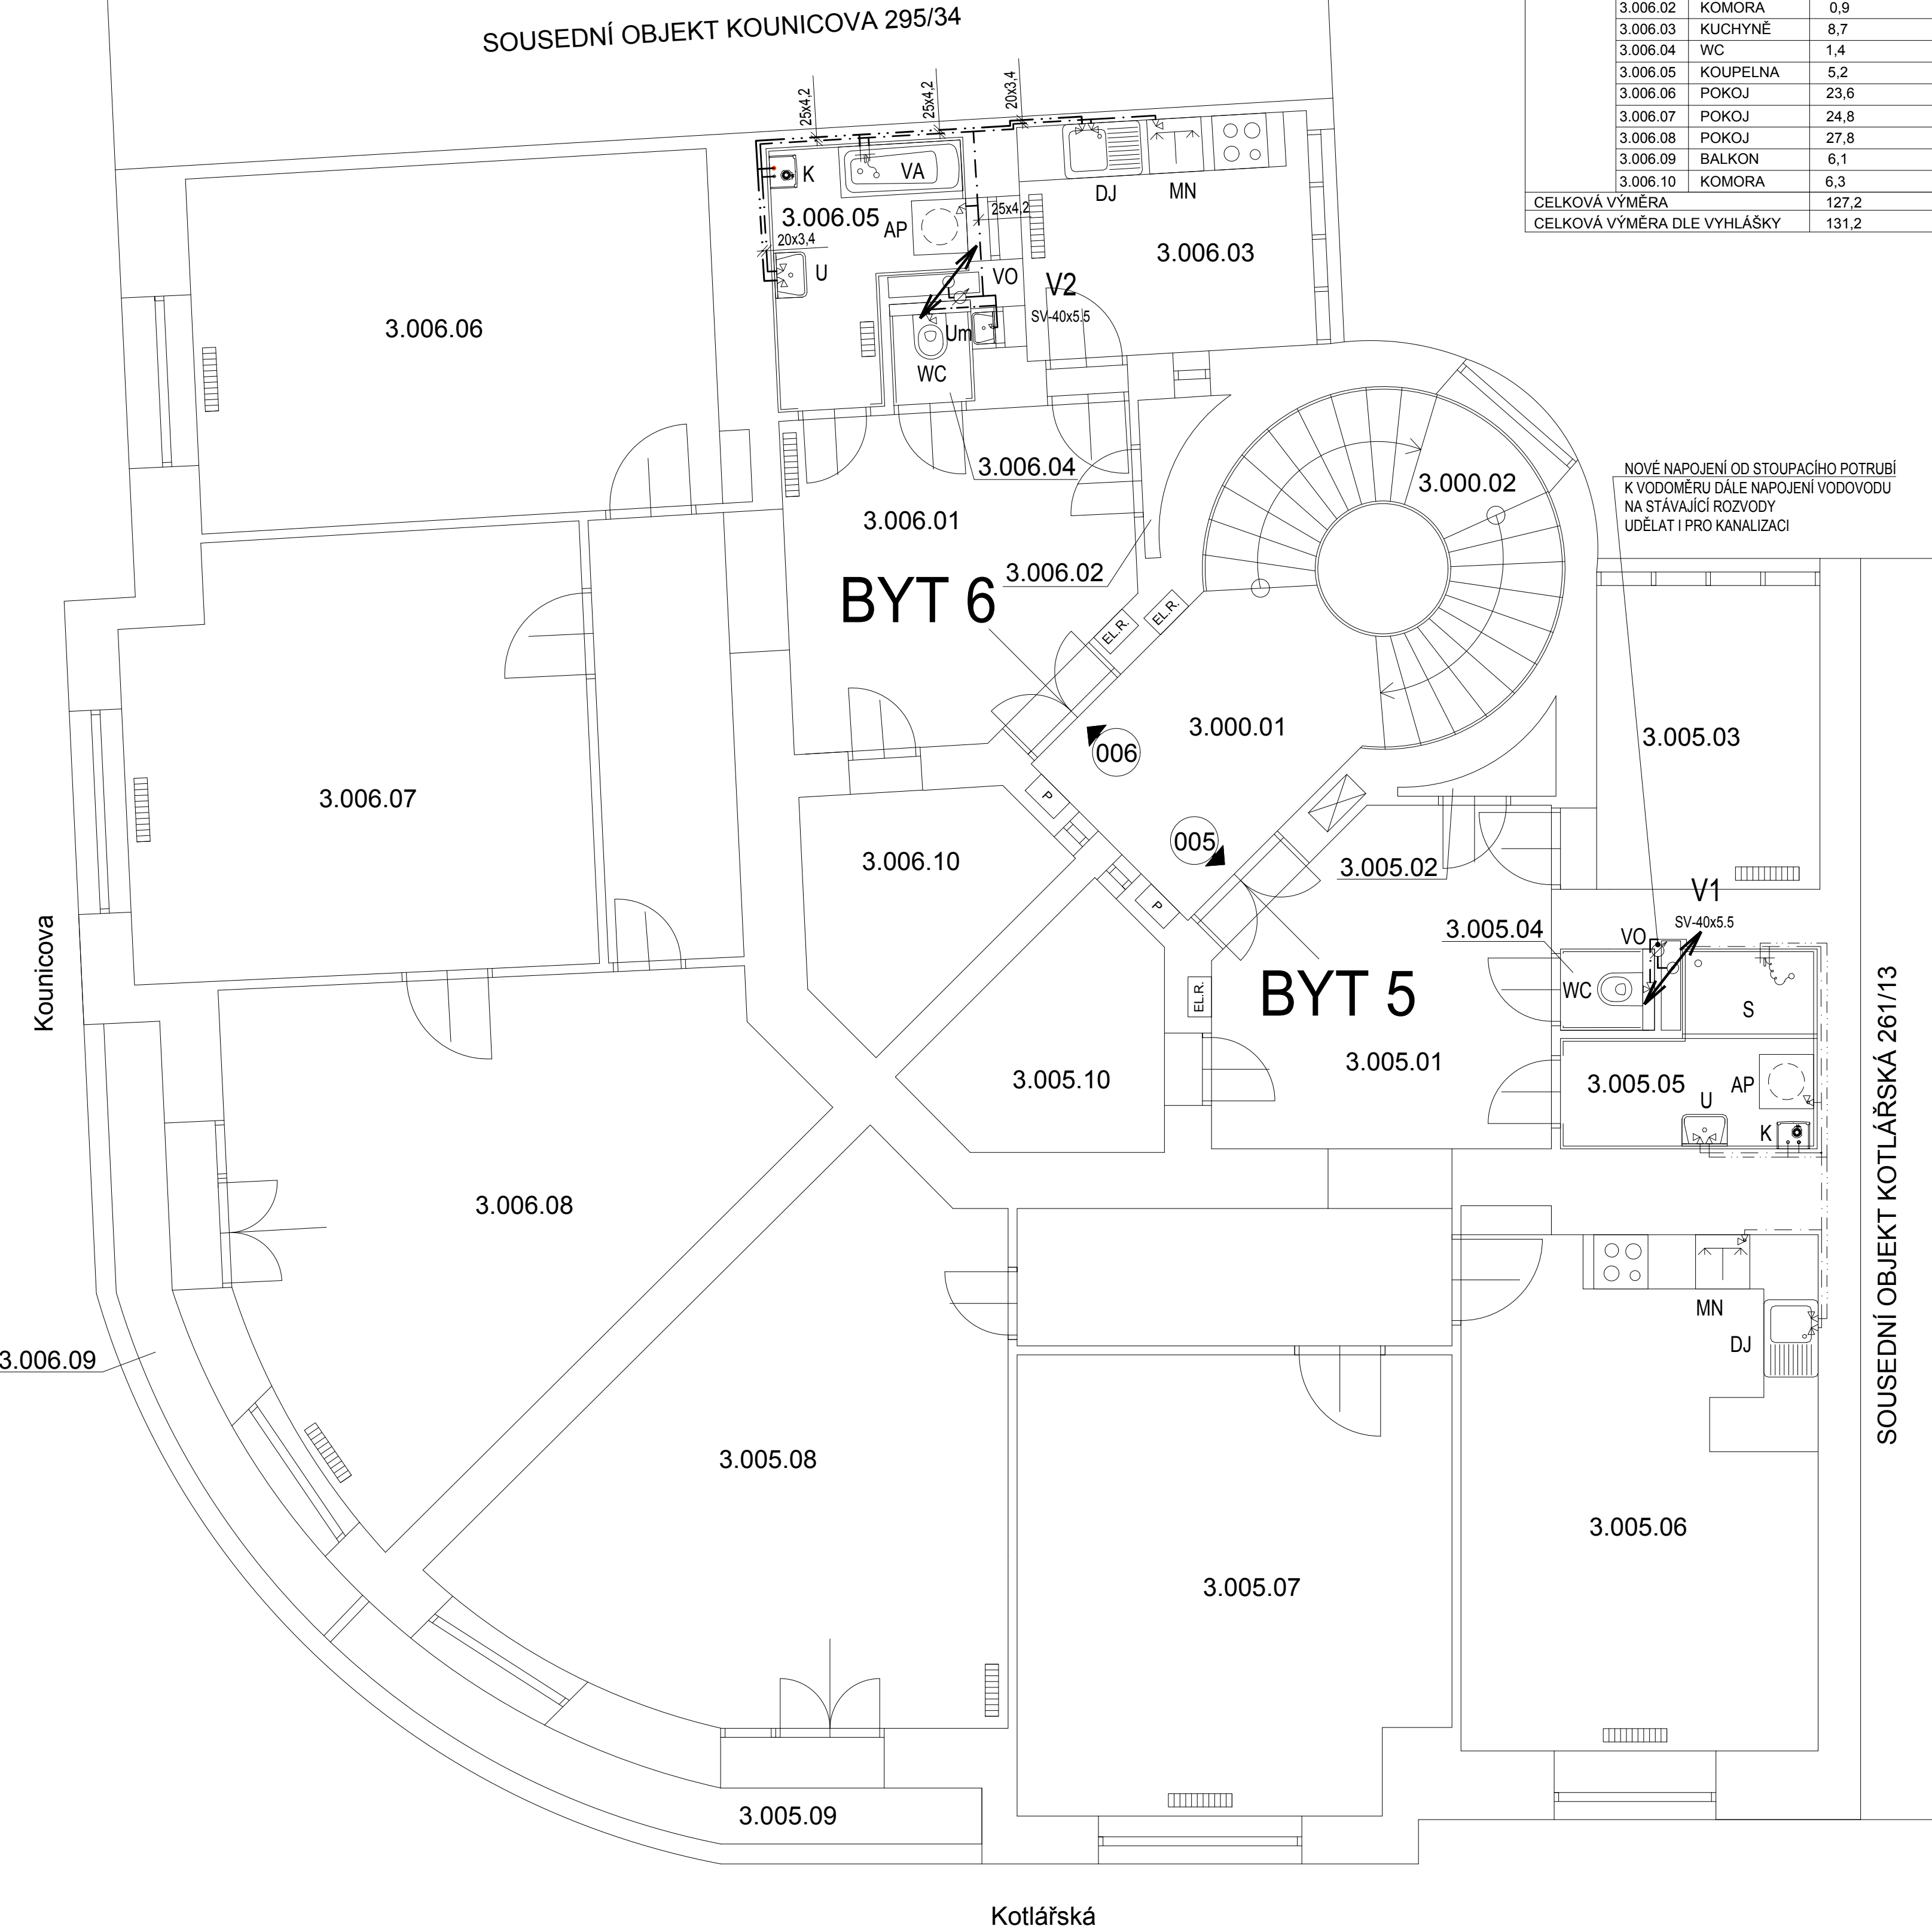 SOUSEDNÍ OBJEKT KOUNICOVA 295/34
3.006.02 KOMORA 0,9
3.006.03 KUCHYNĚ 8,7
3.006.04 WC 1,4
3.006.05 KOUPELNA 5,2
3.006.06 POKOJ 23,6
3.006.07 POKOJ 24,8
3.006.08 POKOJ 27,8
3.006.09 BALKON 6,1
3.006.10 KOMORA 6,3
CELKOVÁ VÝMĚRA 127,2
CELKOVÁ VÝMĚRA DLE VYHLÁŠKY 131,2
25x4,2
25x4,2
20x3,4
K
VA
DJ
MN
3.006.05
AP
25x4,2
20x3,4
U
VO
V2
SV-40x5.5
3.006.03
Um
WC
3.006.06
3.006.04
3.000.02
NOVÉ NAPOJENÍ OD STOUPACÍHO POTRUBÍ
K VODOMĚRU DÁLE NAPOJENÍ VODOVODU
NA STÁVAJÍCÍ ROZVODY
UDĚLAT I PRO KANALIZACI
3.006.01
3.006.02
BYT 6
EL.R.
EL.R.
3.000.01
006
3.005.03
3.006.07
P
005
3.006.10
3.005.02
P
V1
SV-40x5.5
3.005.04
VO
Kounicova
EL.R.
BYT 5
WC
S
3.005.01
3.005.10
3.005.05
AP
U
K
SOUSEDNÍ OBJEKT KOTLÁŘSKÁ 261/13
3.006.08
MN
DJ
3.006.09
3.005.08
3.005.06
3.005.07
3.005.09
Kotlářská